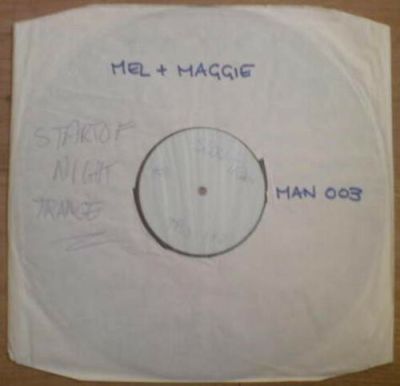 MEL + MAGGIE
START OF
NIGHT
TRANCE
MAN 003